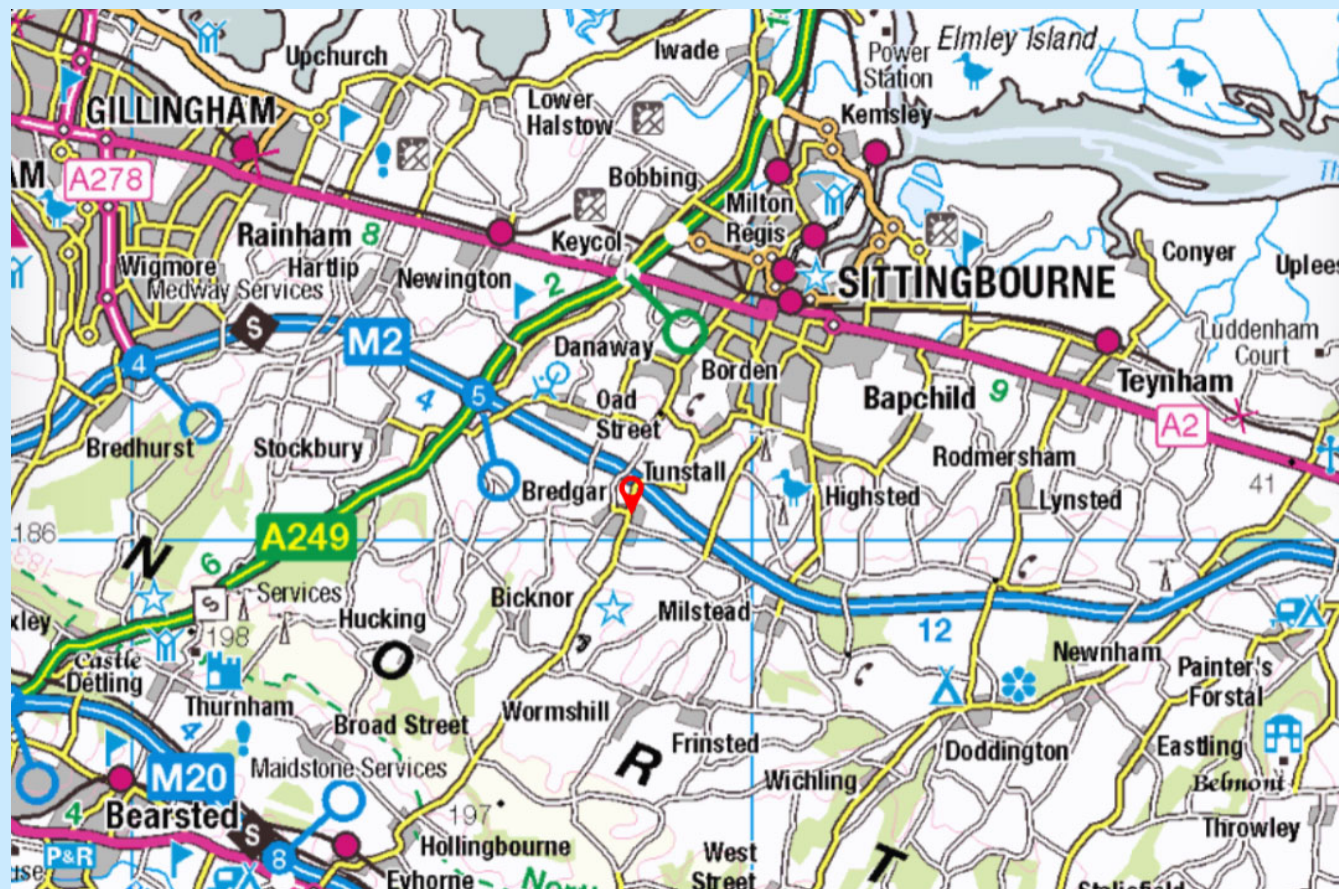 Upchurch
Iwade
Elmley Island
Power
Station
GILLINGHAM
Lower
Halstow
Kemsley
A278
Bobbing
Milton
Regis
Rainham
8
Keycol
Conyer
Wigmore
Hartlip
Newington
2
SITTINGBOURNE
Medway Services
S
M2
Danaway
Luddenham
Court
4
5
4
Borden
Teynham
Oad
Street
Bapchild
9
A2
Bredhurst
Stockbury
Rodmersham
Tunstall
41
Bredgar
Highsted
Lynsted
186
183
N
A249
6
S
Services
Bicknor
Milstead
198
Hucking
12
O
Newnham
Castle
Detling
Painter's
Forstal
Thurnham
4
Broad Street
Wormshill
R
Frinsted
Doddington
Eastling
M20
Maidstone Services
Wichling
Belmont
4
Bearsted
S
197
Throwley
P&R
8
Hollingbourne
West
Street
T
Eyhorne
North